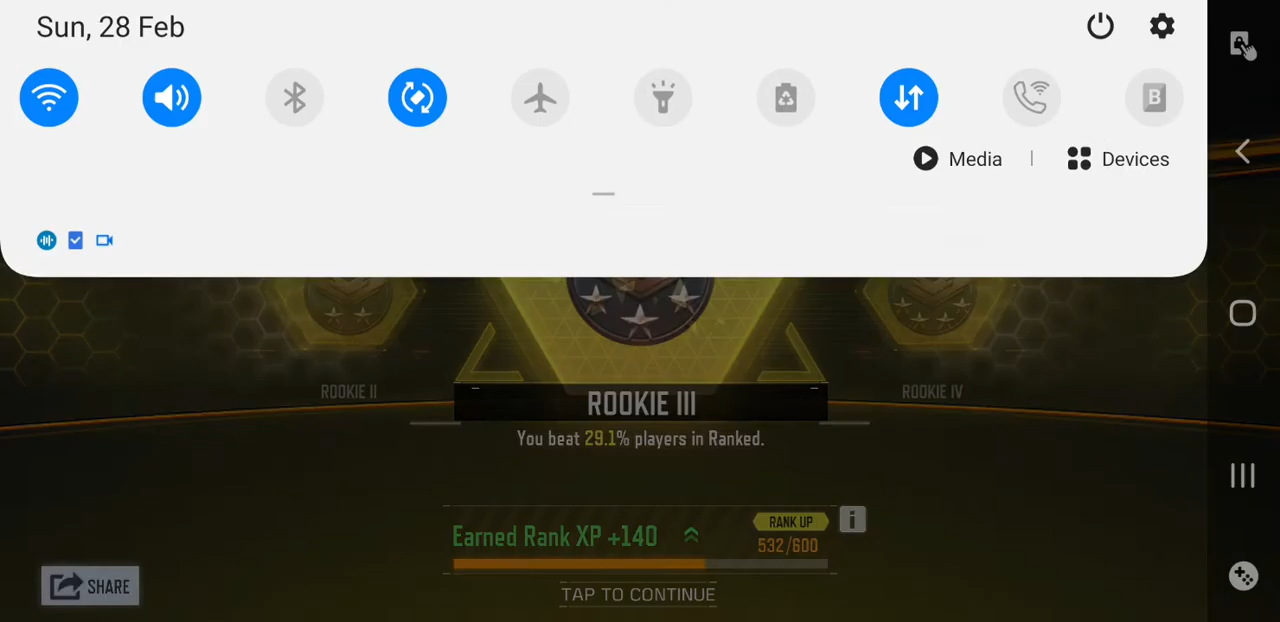 Sun, 28 Feb
B
Media | Devices
ROOKIE II
ROOKIE III
ROOKIE IV
You beat 29.1% players in Ranked.
Earned Rank XP +140
RANK UP
i
532/600
SHARE
TAP TO CONTINUE